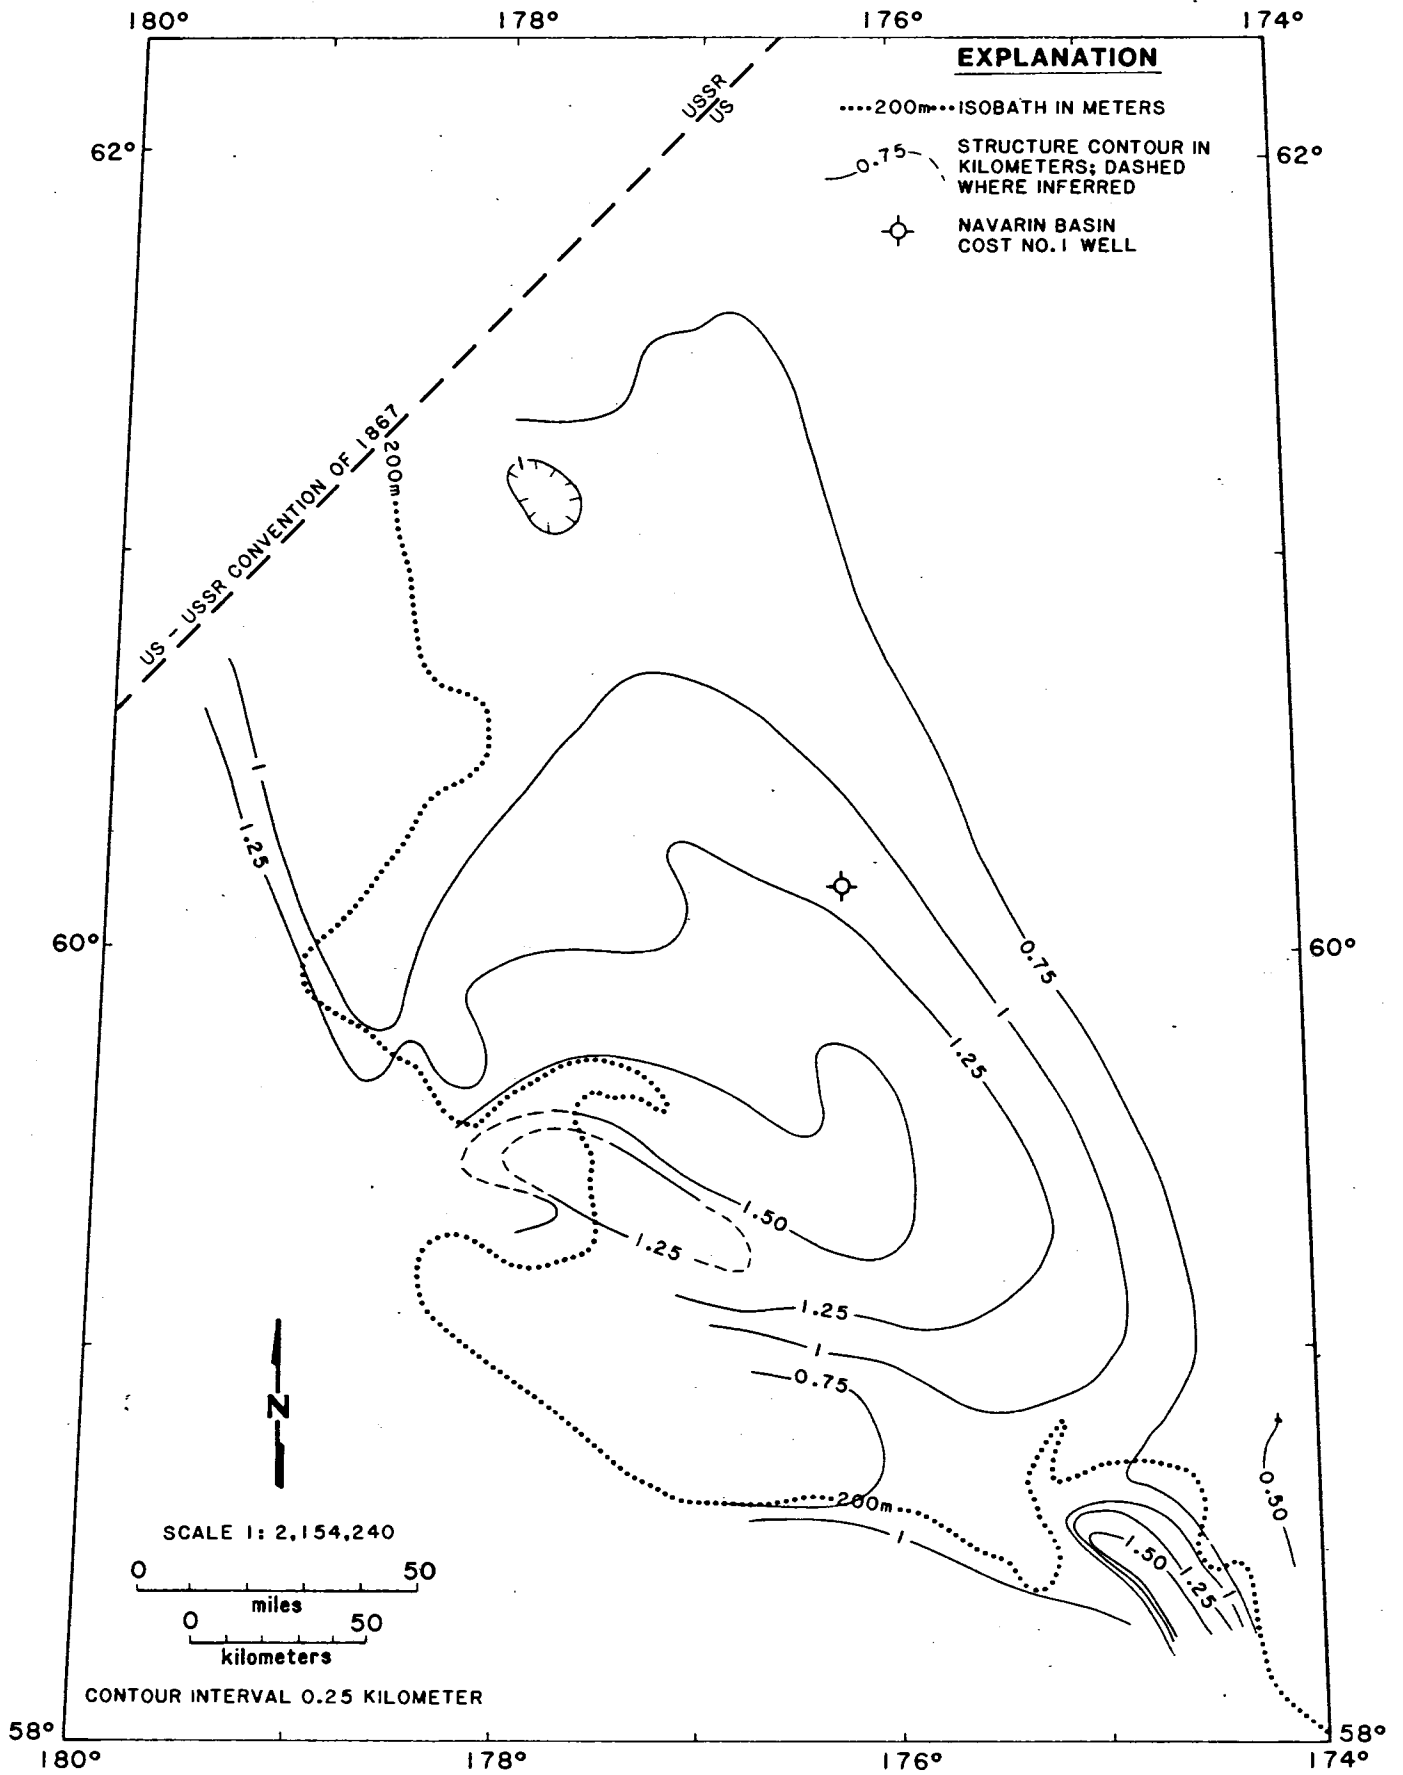 180° 178° 176° 174°
EXPLANATION
····200m···· ISOBATH IN METERS
0.75
STRUCTURE CONTOUR IN
KILOMETERS; DASHED
WHERE INFERRED
NAVARIN BASIN
COST NO. 1 WELL
USSR
US
62° 62°
US - USSR CONVENTION OF 1867
200m
1
1
1.25
60° 60°
0.75
1
1.25
1.50
1.25
1.25
1
0.75
200m
1
0.50
1.50
1.25
1
N
SCALE 1: 2,154,240
0 50
miles
0 50
kilometers
CONTOUR INTERVAL 0.25 KILOMETER
58° 58°
180° 178° 176° 174°